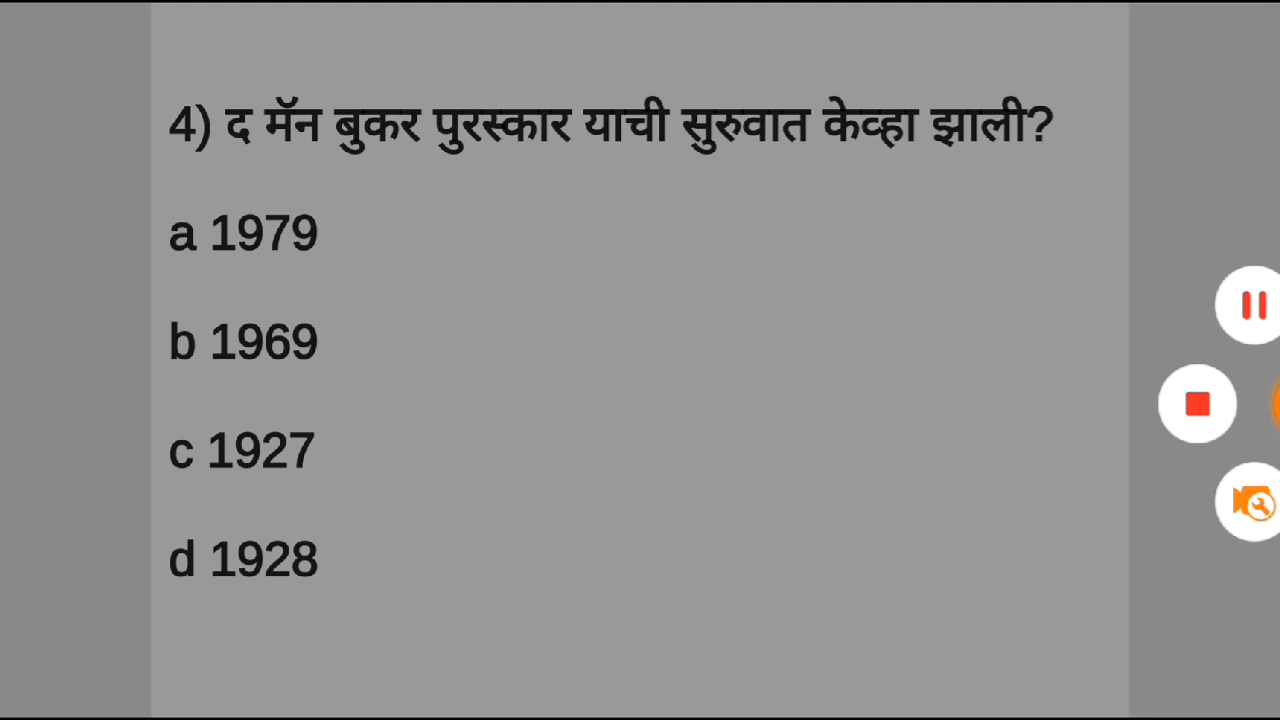 4) द मॅन बुकर पुरस्कार याची सुरुवात केव्हा झाली?
a 1979
b 1969
c 1927
d 1928